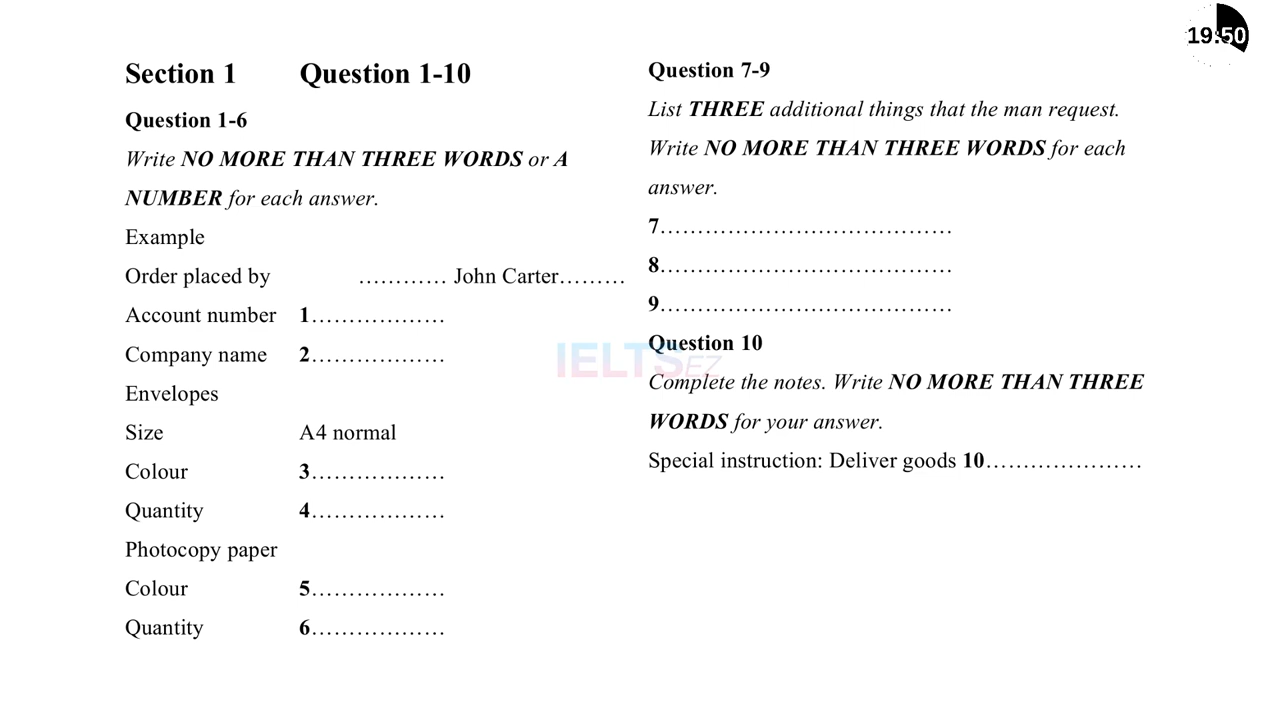 19:50
Section 1 Question 1-10
Question 1-6
Write NO MORE THAN THREE WORDS or A
NUMBER for each answer.
Example
Order placed by ………… John Carter………
Account number 1………………
Company name 2………………
Envelopes
Size A4 normal
Colour 3………………
Quantity 4………………
Photocopy paper
Colour 5………………
Quantity 6………………
Question 7-9
List THREE additional things that the man request.
Write NO MORE THAN THREE WORDS for each
answer.
7…………………………………
8…………………………………
9…………………………………
Question 10
Complete the notes. Write NO MORE THAN THREE
WORDS for your answer.
Special instruction: Deliver goods 10…………………
IELTSEZ